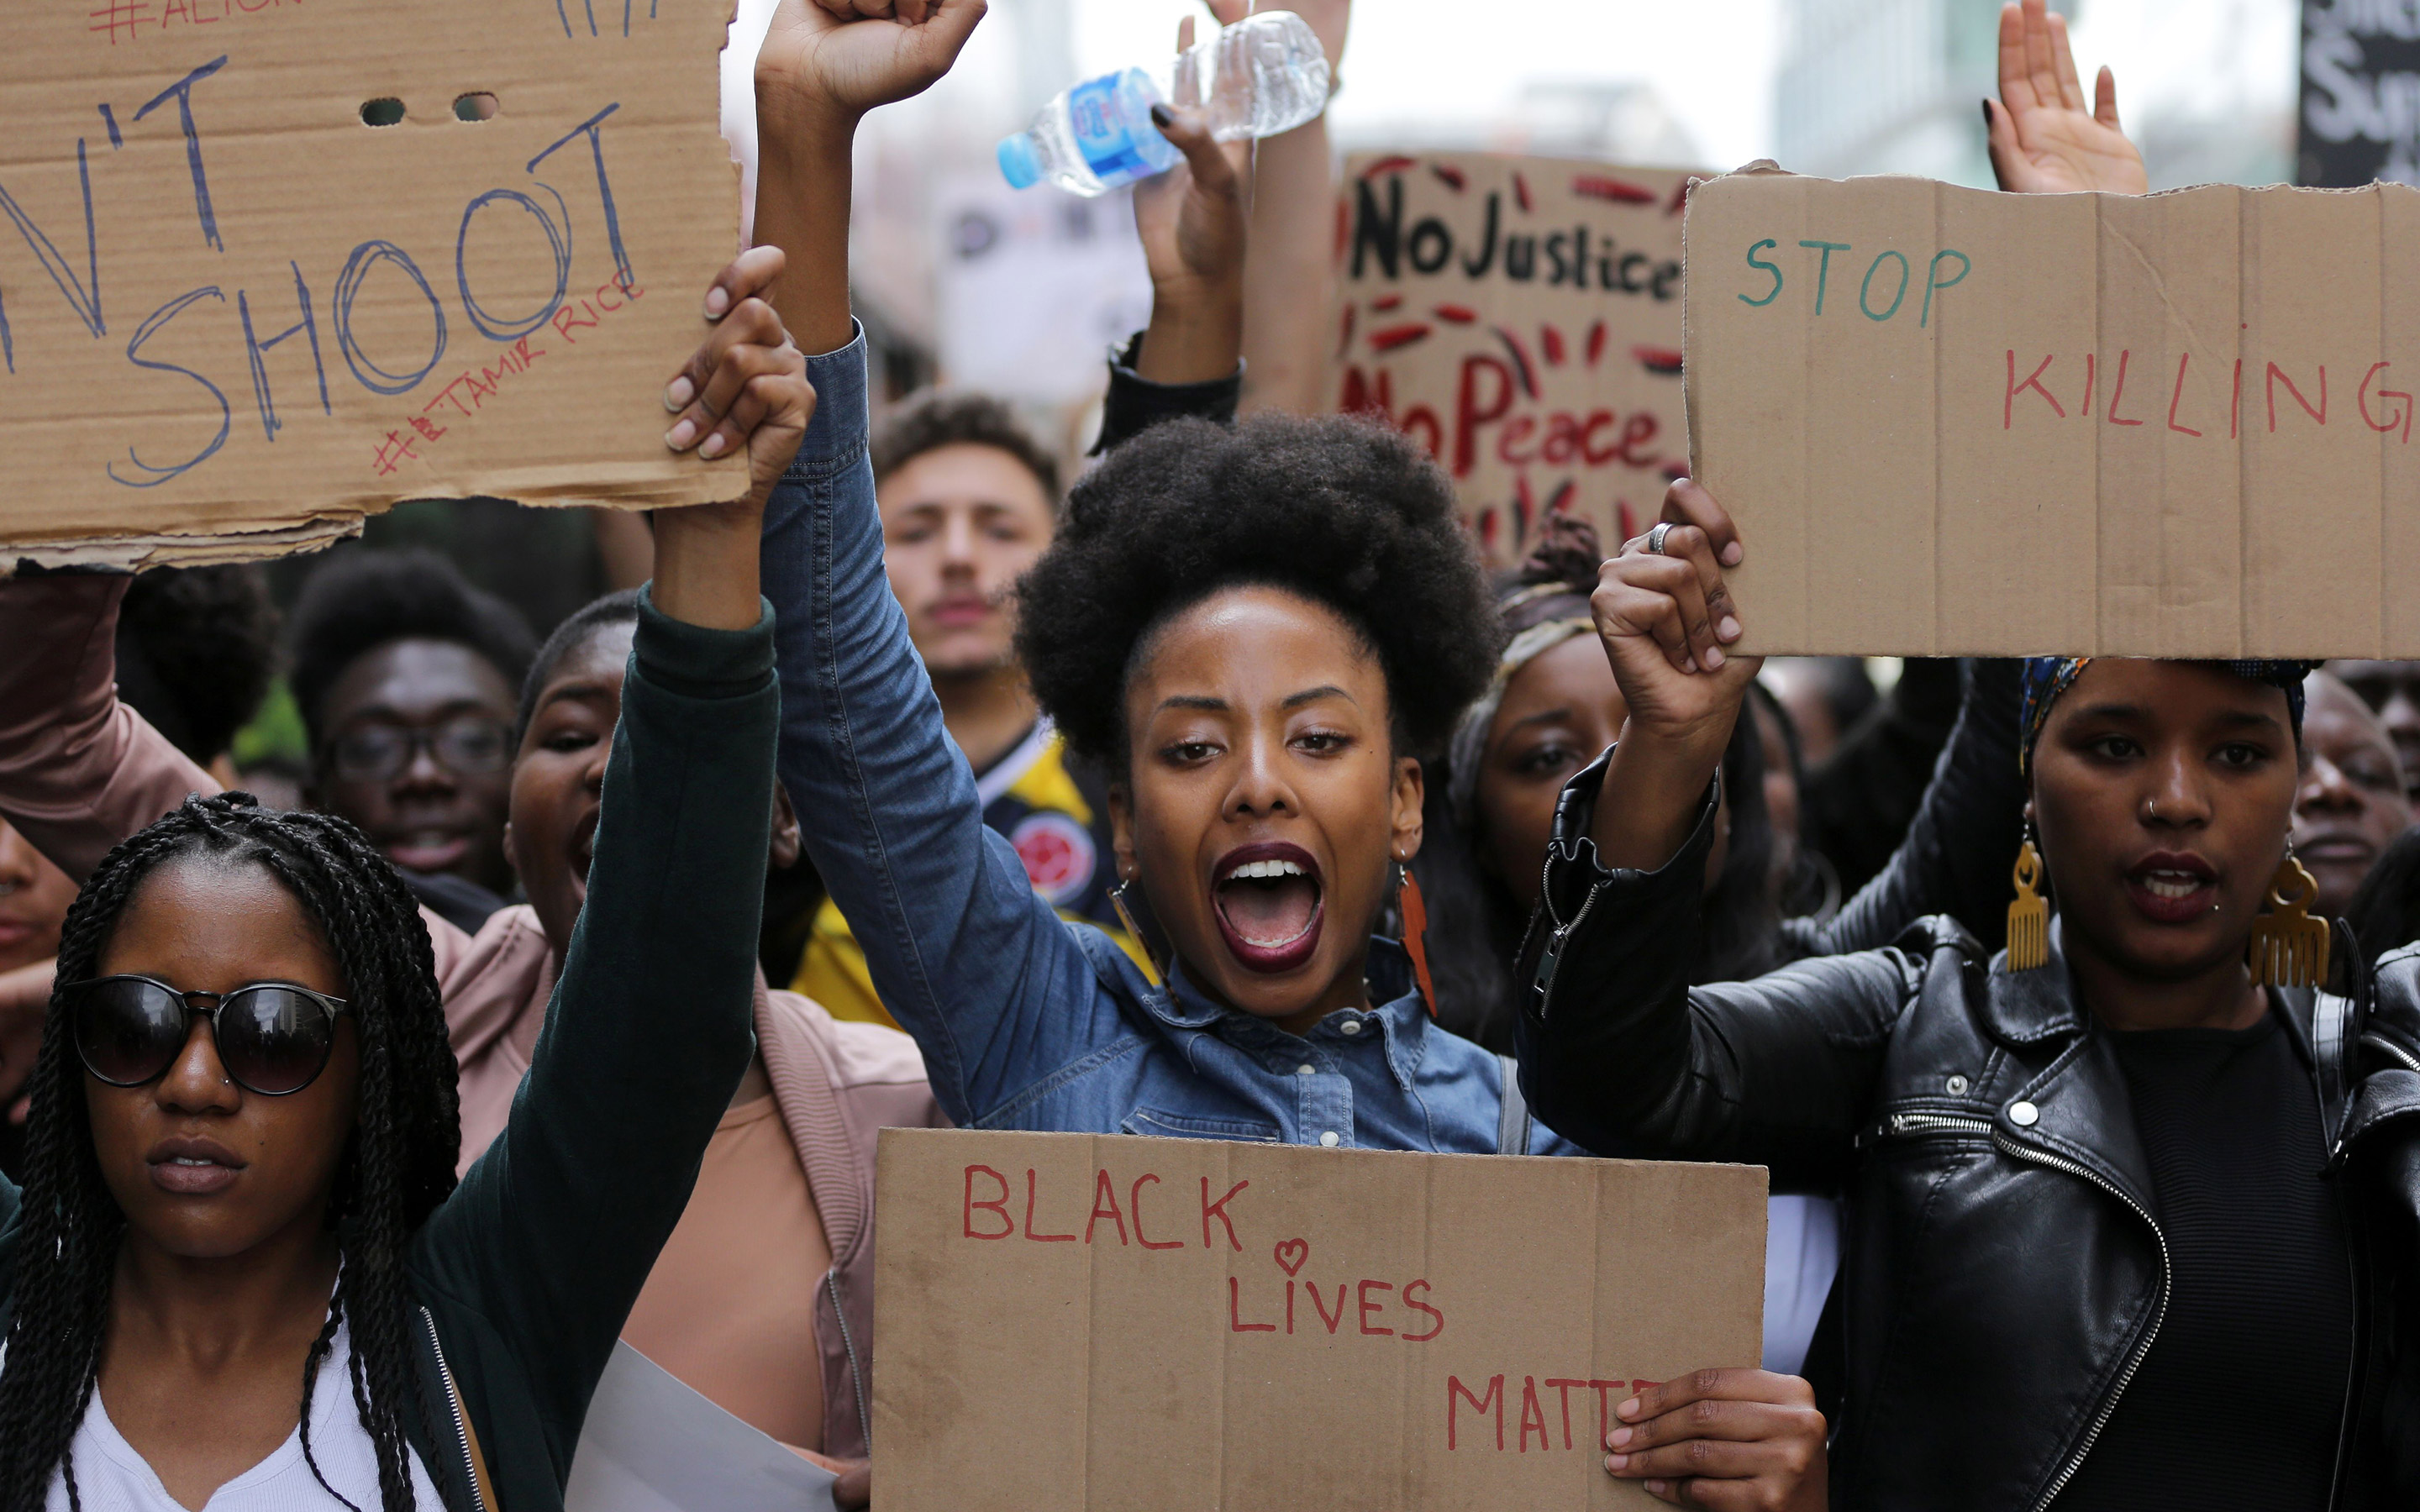 N'T
SHOOT
#TAMIR RICE
No Justice
No Peace
STOP
KILLING
BLACK
LiVES
MATT